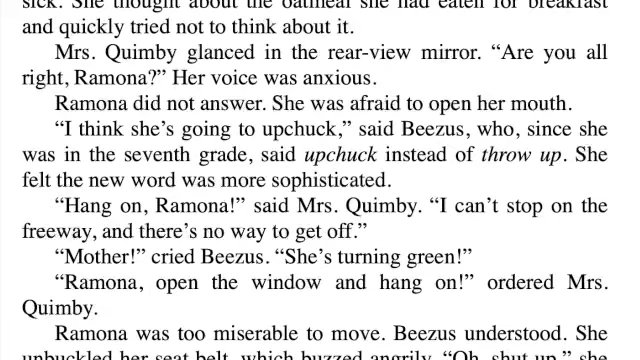 sick. She thought about the oatmeal she had eaten for breakfast
and quickly tried not to think about it.
Mrs. Quimby glanced in the rear-view mirror. “Are you all
right, Ramona?” Her voice was anxious.
Ramona did not answer. She was afraid to open her mouth.
“I think she’s going to upchuck,” said Beezus, who, since she
was in the seventh grade, said upchuck instead of throw up. She
felt the new word was more sophisticated.
“Hang on, Ramona!” said Mrs. Quimby. “I can’t stop on the
freeway, and there’s no way to get off.”
“Mother!” cried Beezus. “She’s turning green!”
“Ramona, open the window and hang on!” ordered Mrs.
Quimby.
Ramona was too miserable to move. Beezus understood. She
unbuckled her seat belt, which buzzed angrily. “Oh, shut up,” she